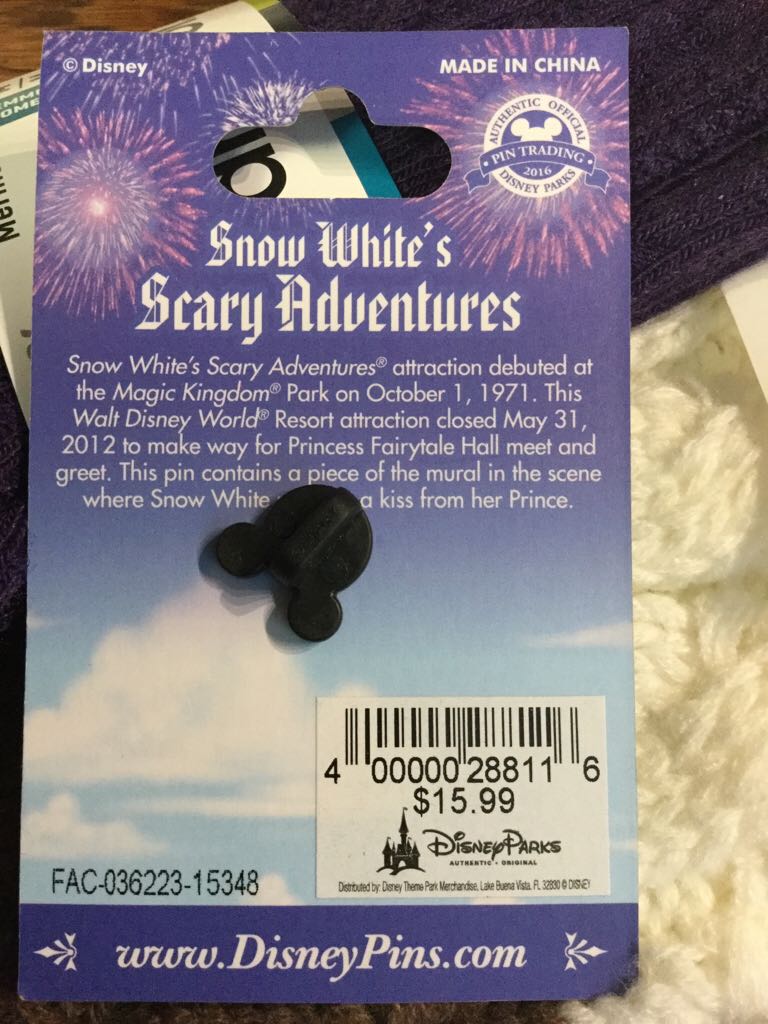 © Disney
MADE IN CHINA
AUTHENTIC OFFICIAL
PIN TRADING
2016
DISNEY PARKS
Snow White's
Scary Adventures
Snow White's Scary Adventures® attraction debuted at
the Magic Kingdom® Park on October 1, 1971. This
Walt Disney World® Resort attraction closed May 31,
2012 to make way for Princess Fairytale Hall meet and
greet. This pin contains a piece of the mural in the scene
where Snow White a kiss from her Prince.
4 00000 28811 6
$15.99
DISNEY PARKS
AUTHENTIC • ORIGINAL
Distributed by: Disney Theme Park Merchandise, Lake Buena Vista, FL 32830 © DISNEY
FAC-036223-15348
www.DisneyPins.com